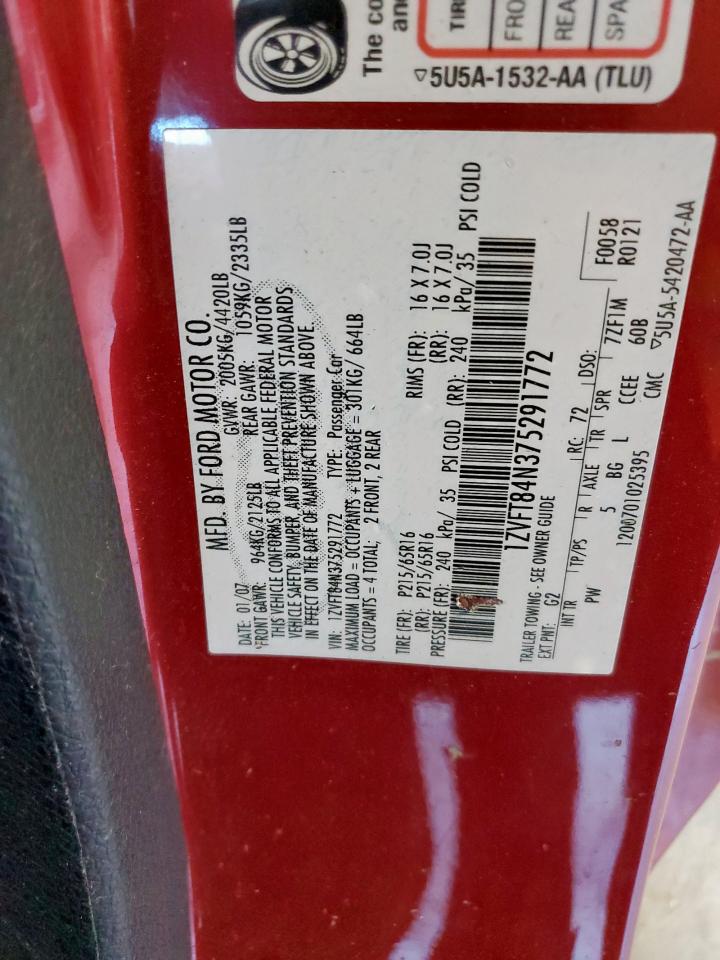 The co
an
TIR
FRO
REA
SPA
▽5U5A-1532-AA (TLU)
MFD. BY FORD MOTOR CO.
DATE: 01/07 GVWR: 2005KG/4420LB
FRONT GAWR: 964KG/2125LB REAR GAWR: 1059KG/2335LB
THIS VEHICLE CONFORMS TO ALL APPLICABLE FEDERAL MOTOR
VEHICLE SAFETY, BUMPER, AND THEFT PREVENTION STANDARDS
IN EFFECT ON THE DATE OF MANUFACTURE SHOWN ABOVE.
VIN: 1ZVFT84N375291772 TYPE: Passenger Car
MAXIMUM LOAD = OCCUPANTS + LUGGAGE = 301KG/ 664LB
OCCUPANTS = 4 TOTAL; 2 FRONT, 2 REAR
TIRE (FR): P215/65R16 RIMS (FR): 16 X 7.0J
(RR): P215/65R16 (RR): 16 X 7.0J
PRESSURE (FR): 240 kPa/ 35 PSI COLD (RR): 240 kPa/ 35 PSI COLD
1ZVFT84N375291772
TRAILER TOWING - SEE OWNER GUIDE
EXT PNT: G2 RC: 72 DSO: F0058
R0121
INT TR TP/PS R AXLE TR SPR 7ZF1M
PW 5 BG L CCEE 60B
1200701025395 CMC ▽5U5A-5420472-AA